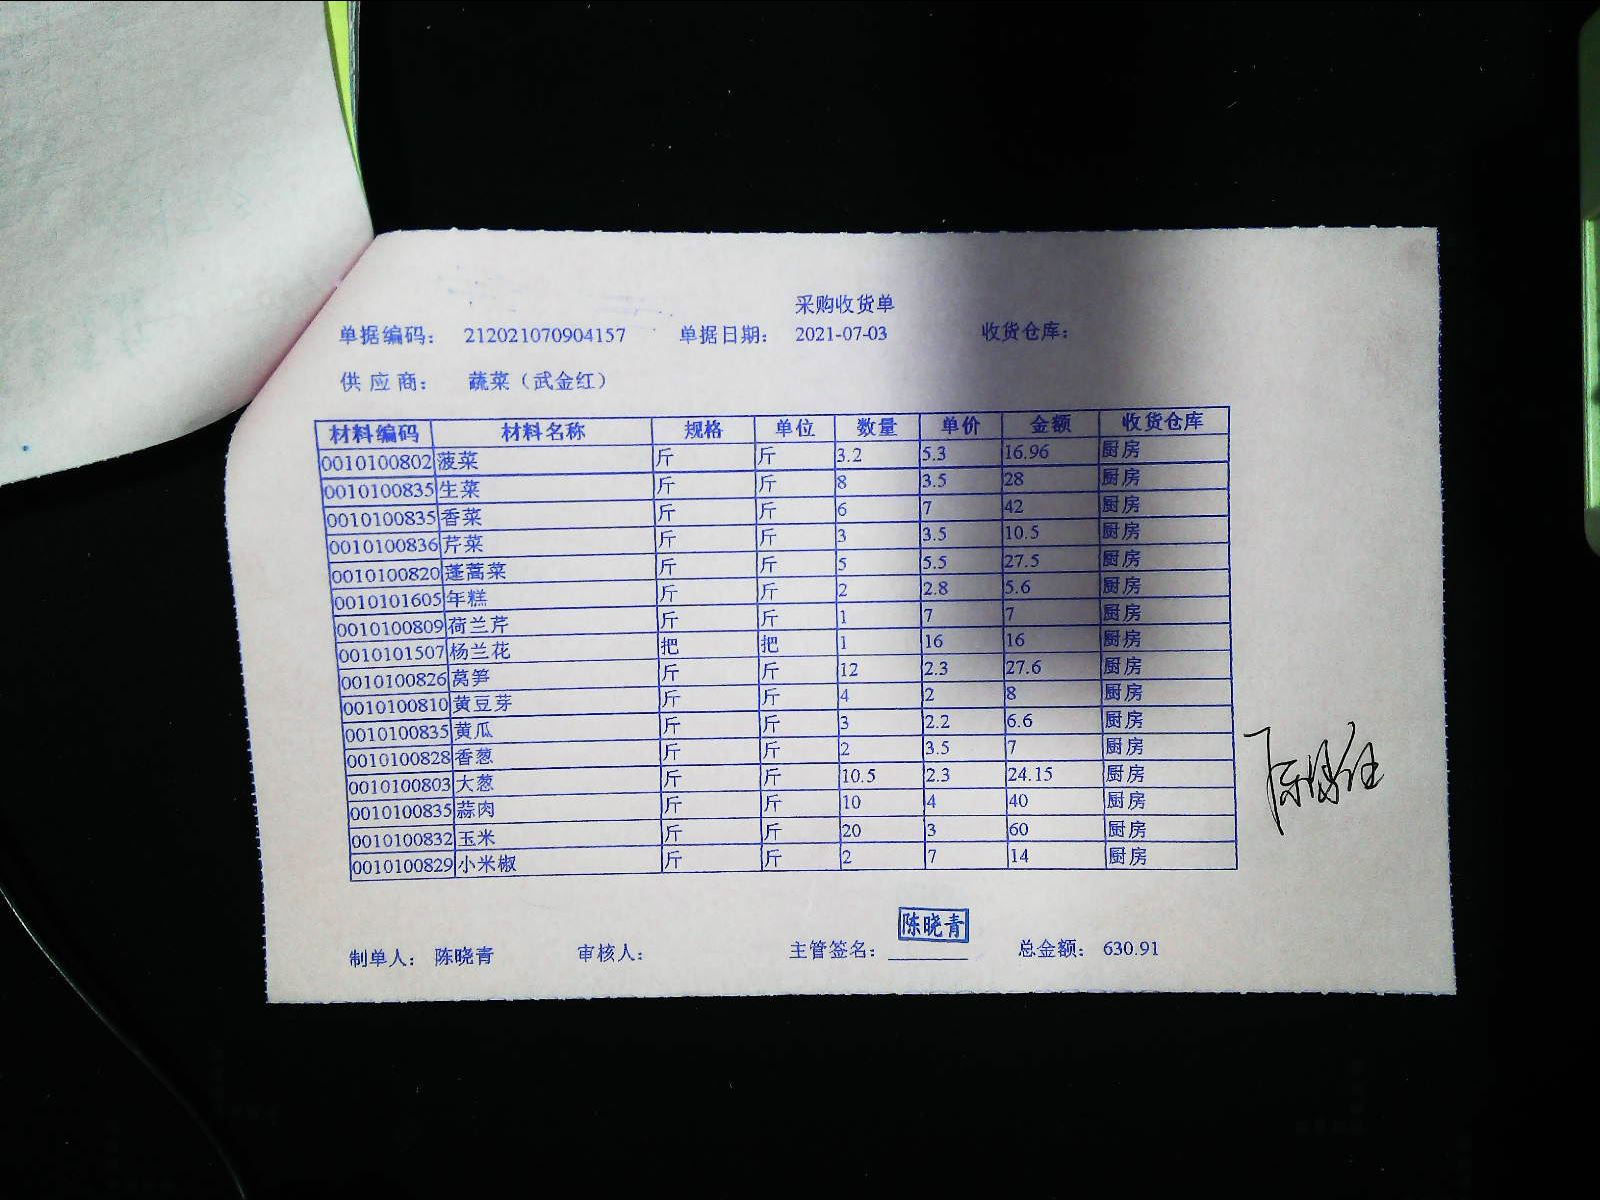 采购收货单
单据编码： 212021070904157 单据日期： 2021-07-03 收货仓库：
供 应 商： 蔬菜（武金红）
材料编码 材料名称 规格 单位 数量 单价 金额 收货仓库
0010100802 菠菜 斤 斤 3.2 5.3 16.96 厨房
0010100835 生菜 斤 斤 8 3.5 28 厨房
0010100835 香菜 斤 斤 6 7 42 厨房
0010100836 芹菜 斤 斤 3 3.5 10.5 厨房
0010100820 蓬蒿菜 斤 斤 5 5.5 27.5 厨房
0010101605 年糕 斤 斤 2 2.8 5.6 厨房
0010100809 荷兰芹 斤 斤 1 7 7 厨房
0010101507 杨兰花 把 把 1 16 16 厨房
0010100826 莴笋 斤 斤 12 2.3 27.6 厨房
0010100810 黄豆芽 斤 斤 4 2 8 厨房
0010100835 黄瓜 斤 斤 3 2.2 6.6 厨房
0010100828 香葱 斤 斤 2 3.5 7 厨房
0010100803 大葱 斤 斤 10.5 2.3 24.15 厨房
0010100835 蒜肉 斤 斤 10 4 40 厨房
0010100832 玉米 斤 斤 20 3 60 厨房
0010100829 小米椒 斤 斤 2 7 14 厨房
陈晓青
制单人： 陈晓青 审核人： 主管签名： 总金额： 630.91